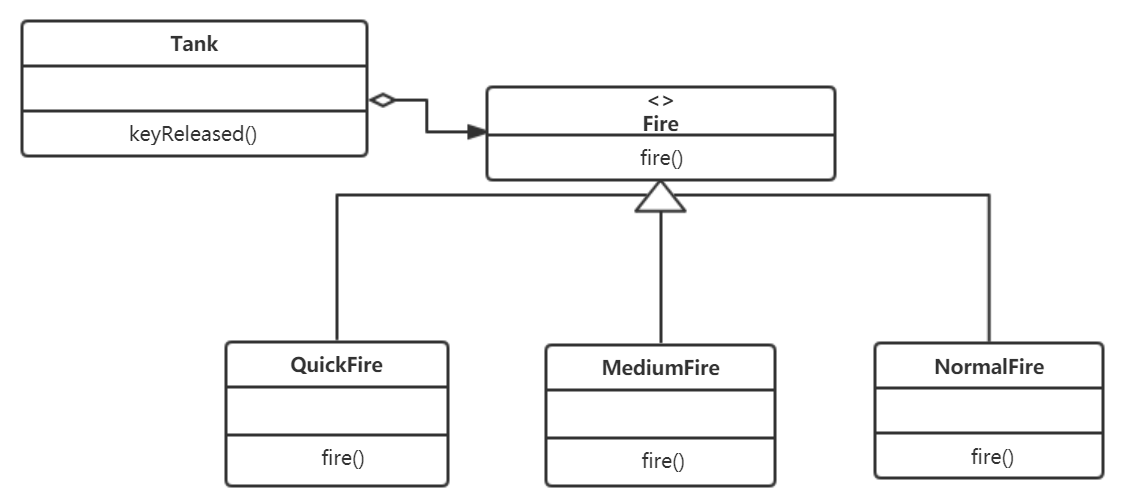 Tank
keyReleased()
<>
Fire
fire()
QuickFire
fire()
MediumFire
fire()
NormalFire
fire()